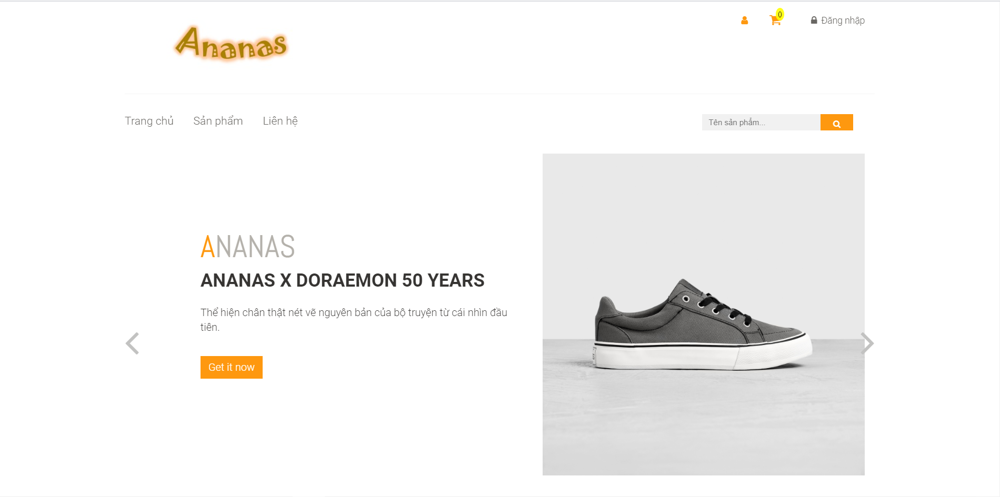 Ananas
0
Đăng nhập
Trang chủ
Sản phẩm
Liên hệ
Tên sản phẩm...
ANANAS
ANANAS X DORAEMON 50 YEARS
Thể hiện chân thật nét vẽ nguyên bản của bộ truyện từ cái nhìn đầu
tiên.
Get it now